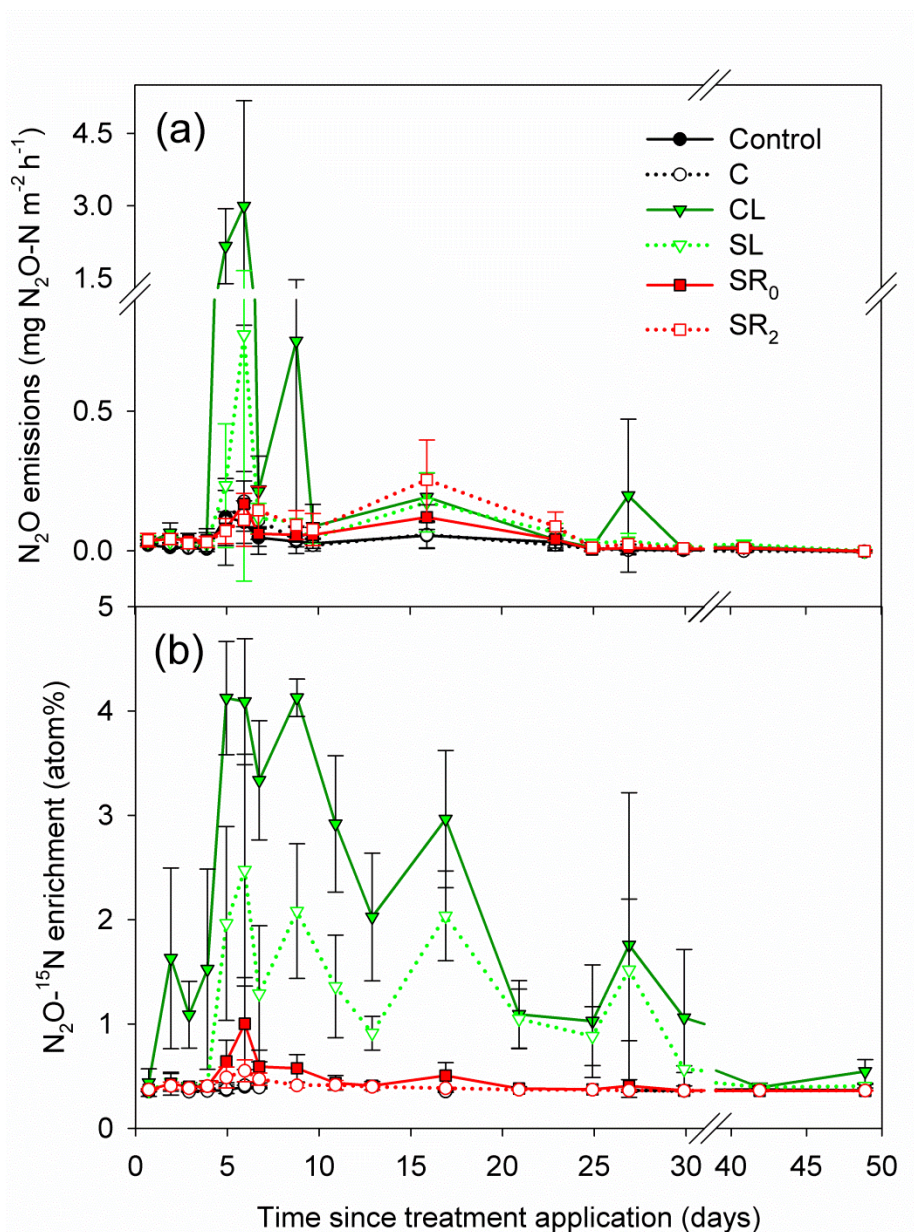 (a)
N₂O emissions (mg N₂O-N m⁻² h⁻¹)
4.5
3.0
1.5
0.5
0.0
Control
C
CL
SL
SR₀
SR₂
(b)
N₂O-¹⁵N enrichment (atom%)
5
4
3
2
1
0
0 5 10 15 20 25 30 40 45 50
Time since treatment application (days)